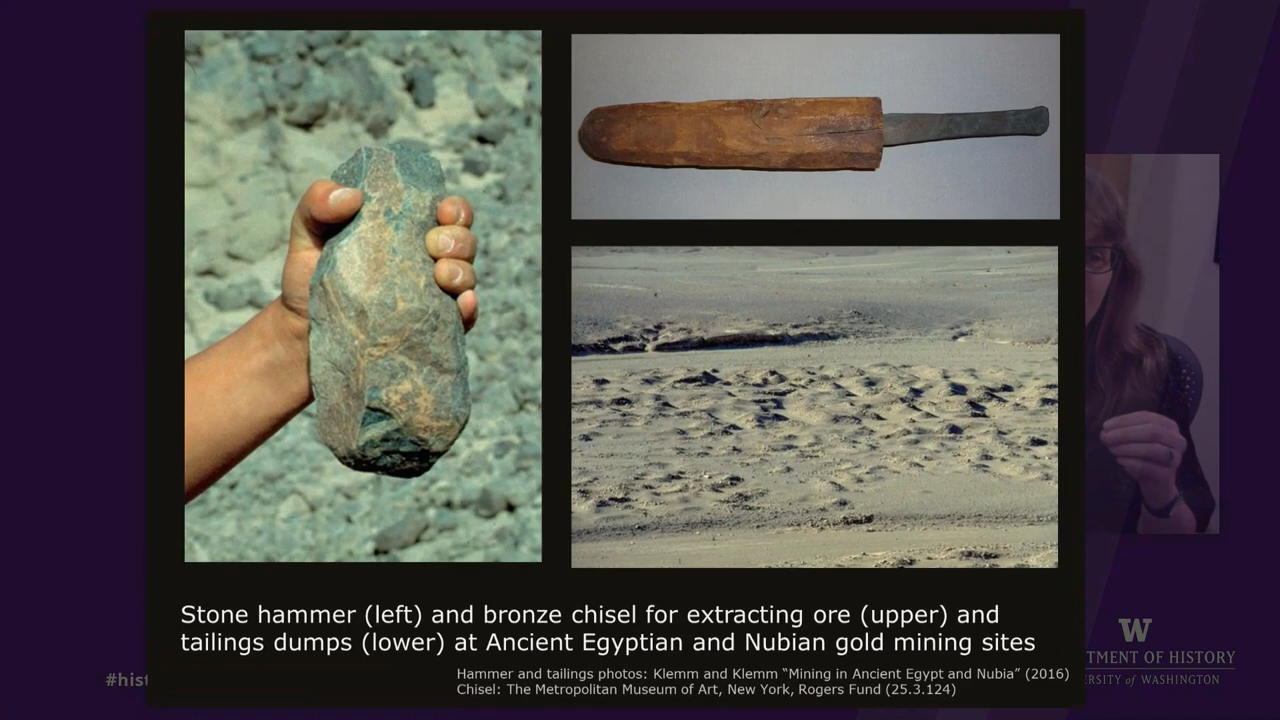 Stone hammer (left) and bronze chisel for extracting ore (upper) and
tailings dumps (lower) at Ancient Egyptian and Nubian gold mining sites
Hammer and tailings photos: Klemm and Klemm “Mining in Ancient Egypt and Nubia” (2016)
Chisel: The Metropolitan Museum of Art, New York, Rogers Fund (25.3.124)
#hist
W
TMENT OF HISTORY
ERSITY of WASHINGTON